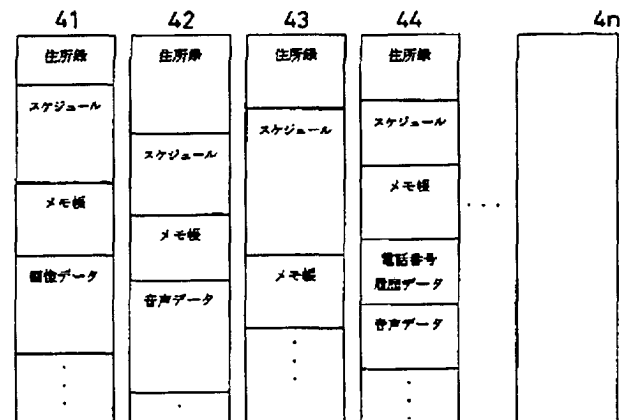 41
42
43
44
4n
住所録
スケジュール
メモ帳
画像データ
住所録
スケジュール
メモ帳
音声データ
住所録
スケジュール
メモ帳
住所録
スケジュール
メモ帳
電話番号
履歴データ
音声データ